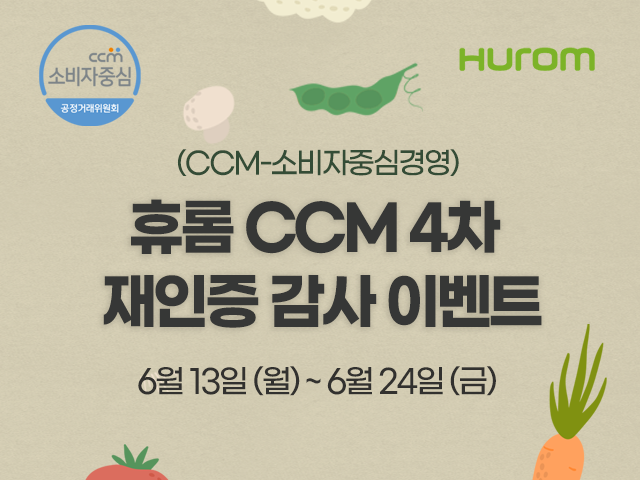 ccm
소비자중심
공정거래위원회
HUROM
(CCM-소비자중심경영)
휴롬 CCM 4차
재인증 감사 이벤트
6월 13일 (월) ~ 6월 24일 (금)